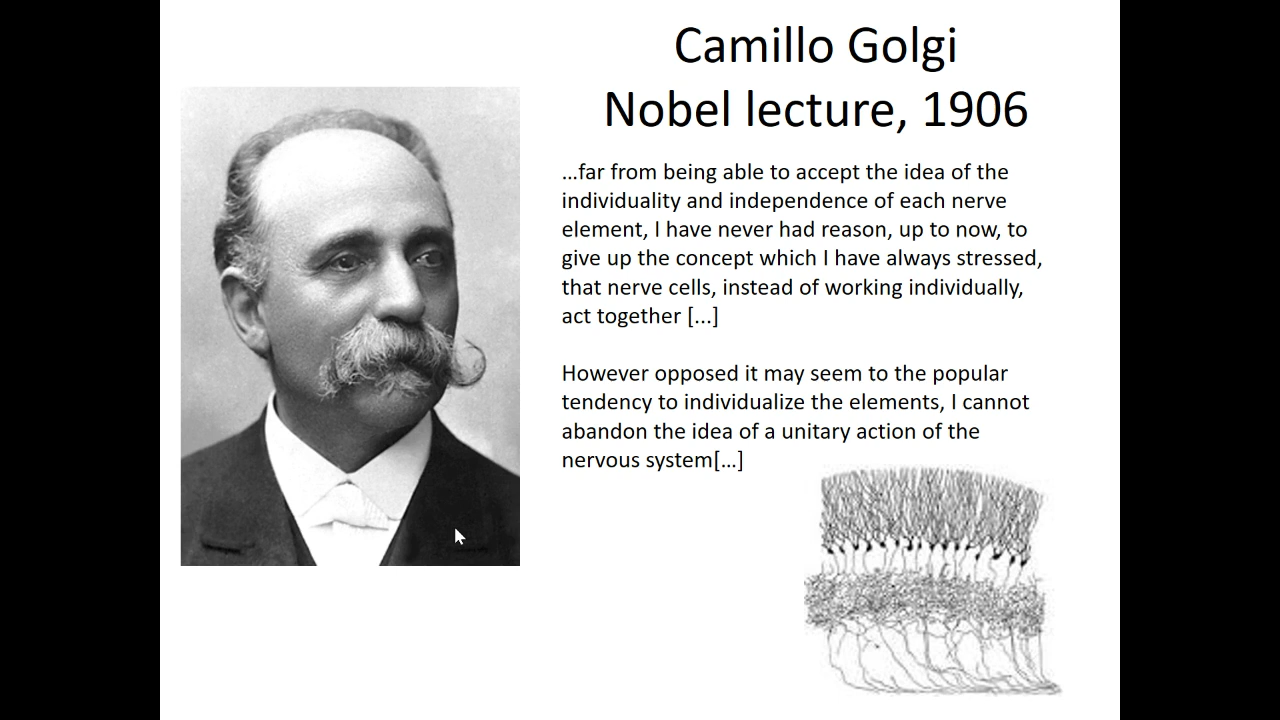 Camillo Golgi
Nobel lecture, 1906
...far from being able to accept the idea of the
individuality and independence of each nerve
element, I have never had reason, up to now, to
give up the concept which I have always stressed,
that nerve cells, instead of working individually,
act together [...]
However opposed it may seem to the popular
tendency to individualize the elements, I cannot
abandon the idea of a unitary action of the
nervous system[...]